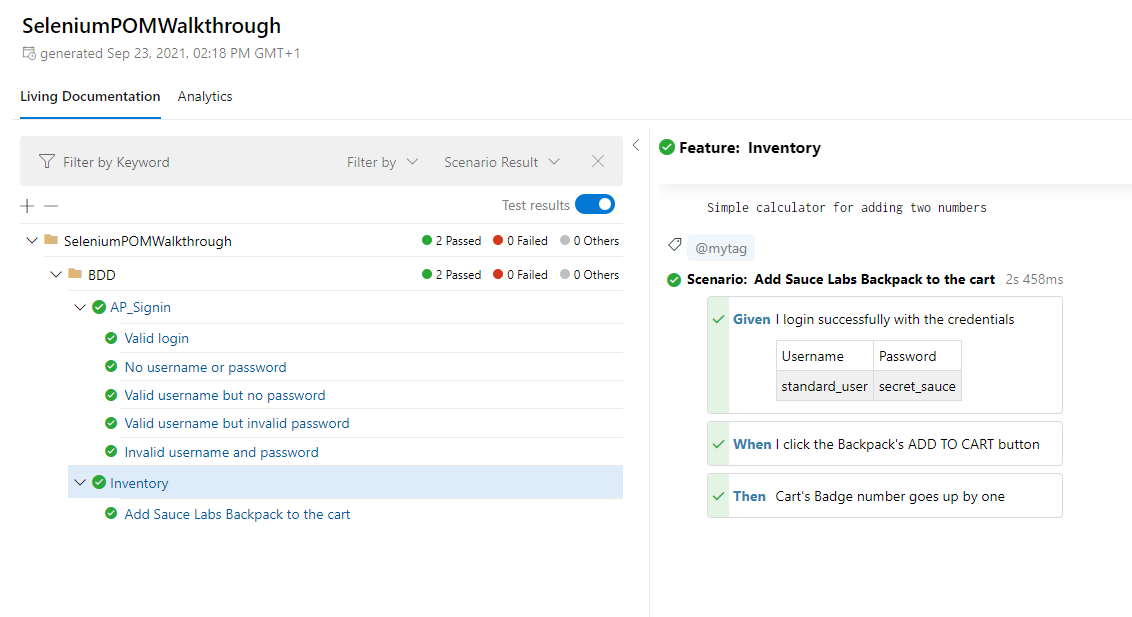 SeleniumPOMWalkthrough
generated Sep 23, 2021, 02:18 PM GMT+1
Living Documentation Analytics
Filter by Keyword Filter by Scenario Result
Test results
SeleniumPOMWalkthrough 2 Passed 0 Failed 0 Others
BDD 2 Passed 0 Failed 0 Others
AP_Signin
Valid login
No username or password
Valid username but no password
Valid username but invalid password
Invalid username and password
Inventory
Add Sauce Labs Backpack to the cart
Feature: Inventory
Simple calculator for adding two numbers
@mytag
Scenario: Add Sauce Labs Backpack to the cart 2s 458ms
Given I login successfully with the credentials
Username Password
standard_user secret_sauce
When I click the Backpack's ADD TO CART button
Then Cart's Badge number goes up by one